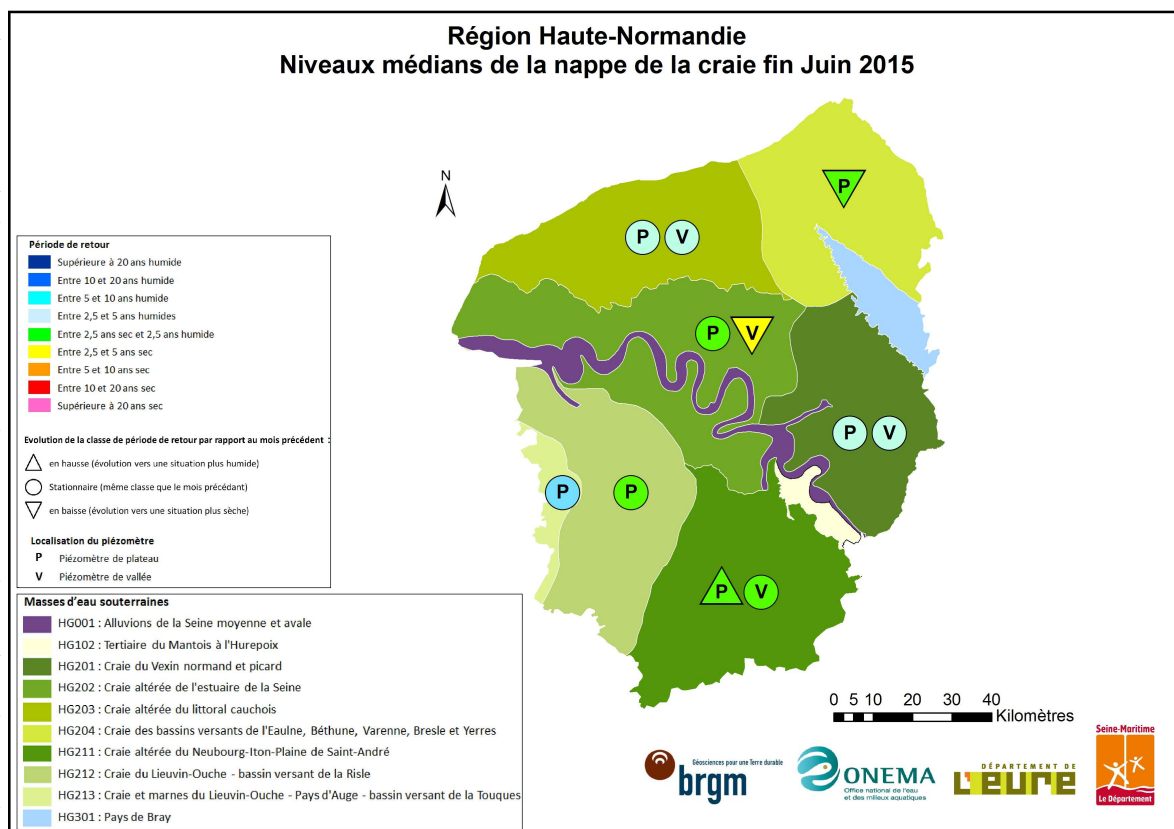 Région Haute-Normandie
Niveaux médians de la nappe de la craie fin Juin 2015
N
P
P V
P V
P V
P
P
P V
Période de retour
Supérieure à 20 ans humide
Entre 10 et 20 ans humide
Entre 5 et 10 ans humide
Entre 2,5 et 5 ans humides
Entre 2,5 ans sec et 2,5 ans humide
Entre 2,5 et 5 ans sec
Entre 5 et 10 ans sec
Entre 10 et 20 ans sec
Supérieure à 20 ans sec
Evolution de la classe de période de retour par rapport au mois précédent :
en hausse (évolution vers une situation plus humide)
Stationnaire (même classe que le mois précédant)
en baisse (évolution vers une situation plus sèche)
Localisation du piézomètre
P Piézomètre de plateau
V Piézomètre de vallée
Masses d'eau souterraines
HG001 : Alluvions de la Seine moyenne et avale
HG102 : Tertiaire du Mantois à l'Hurepoix
HG201 : Craie du Vexin normand et picard
HG202 : Craie altérée de l'estuaire de la Seine
HG203 : Craie altérée du littoral cauchois
HG204 : Craie des bassins versants de l'Eaulne, Béthune, Varenne, Bresle et Yerres
HG211 : Craie altérée du Neubourg-Iton-Plaine de Saint-André
HG212 : Craie du Lieuvin-Ouche - bassin versant de la Risle
HG213 : Craie et marnes du Lieuvin-Ouche - Pays d'Auge - bassin versant de la Touques
HG301 : Pays de Bray
0 5 10 20 30 40
Kilomètres
Géosciences pour une Terre durable
brgm
ONEMA
Office national de l'eau
et des milieux aquatiques
DÉPARTEMENT DE
L'EURE
Seine-Maritime
Le Département